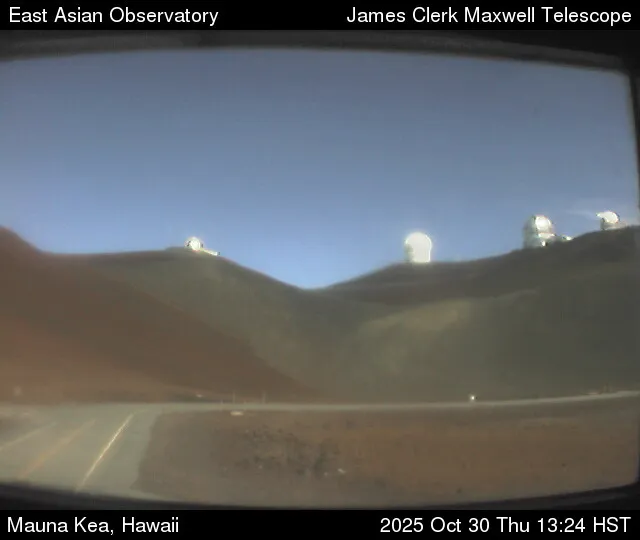 East Asian Observatory
James Clerk Maxwell Telescope
Mauna Kea, Hawaii
2025 Oct 30 Thu 13:24 HST